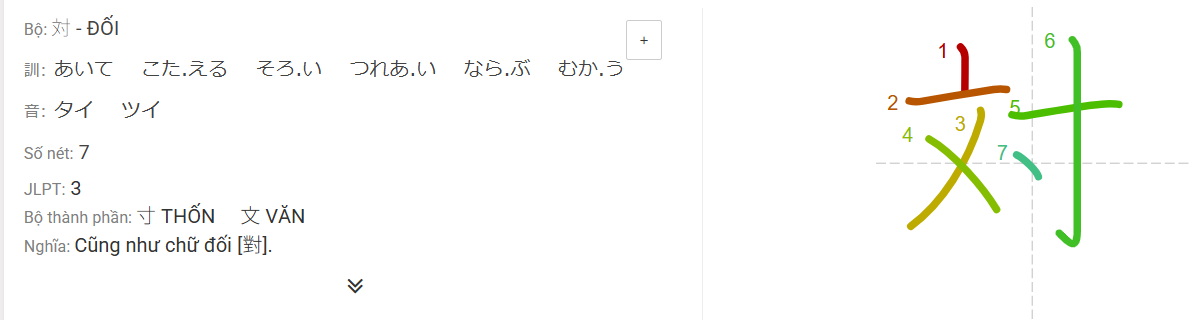 Bộ: 対 - ĐỐI
+
訓: あいて こた.える そろ.い つれあ.い なら.ぶ むか.う
音: タイ ツイ
Số nét: 7
JLPT: 3
Bộ thành phần: 寸 THỐN 文 VĂN
Nghĩa: Cũng như chữ đối [對].
対
1
2
3
4
5
6
7